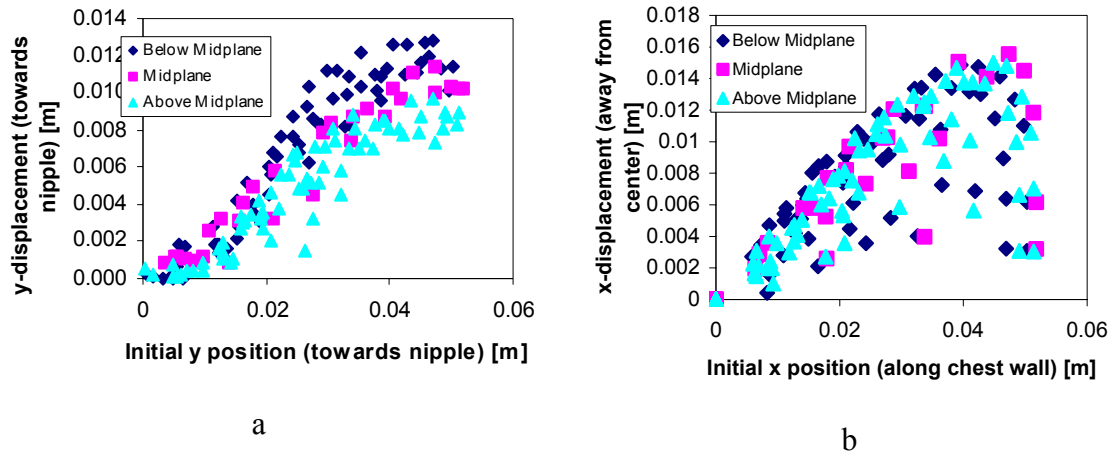 y-displacement (towards
nipple) [m]
0.014
0.012
0.010
0.008
0.006
0.004
0.002
0.000
Below Midplane
Midplane
Above Midplane
0
0.02
0.04
0.06
Initial y position (towards nipple) [m]
a
x-displacement (away from
center) [m]
0.018
0.016
0.014
0.012
0.01
0.008
0.006
0.004
0.002
0
Below Midplane
Midplane
Above Midplane
0
0.02
0.04
0.06
Initial x position (along chest wall) [m]
b